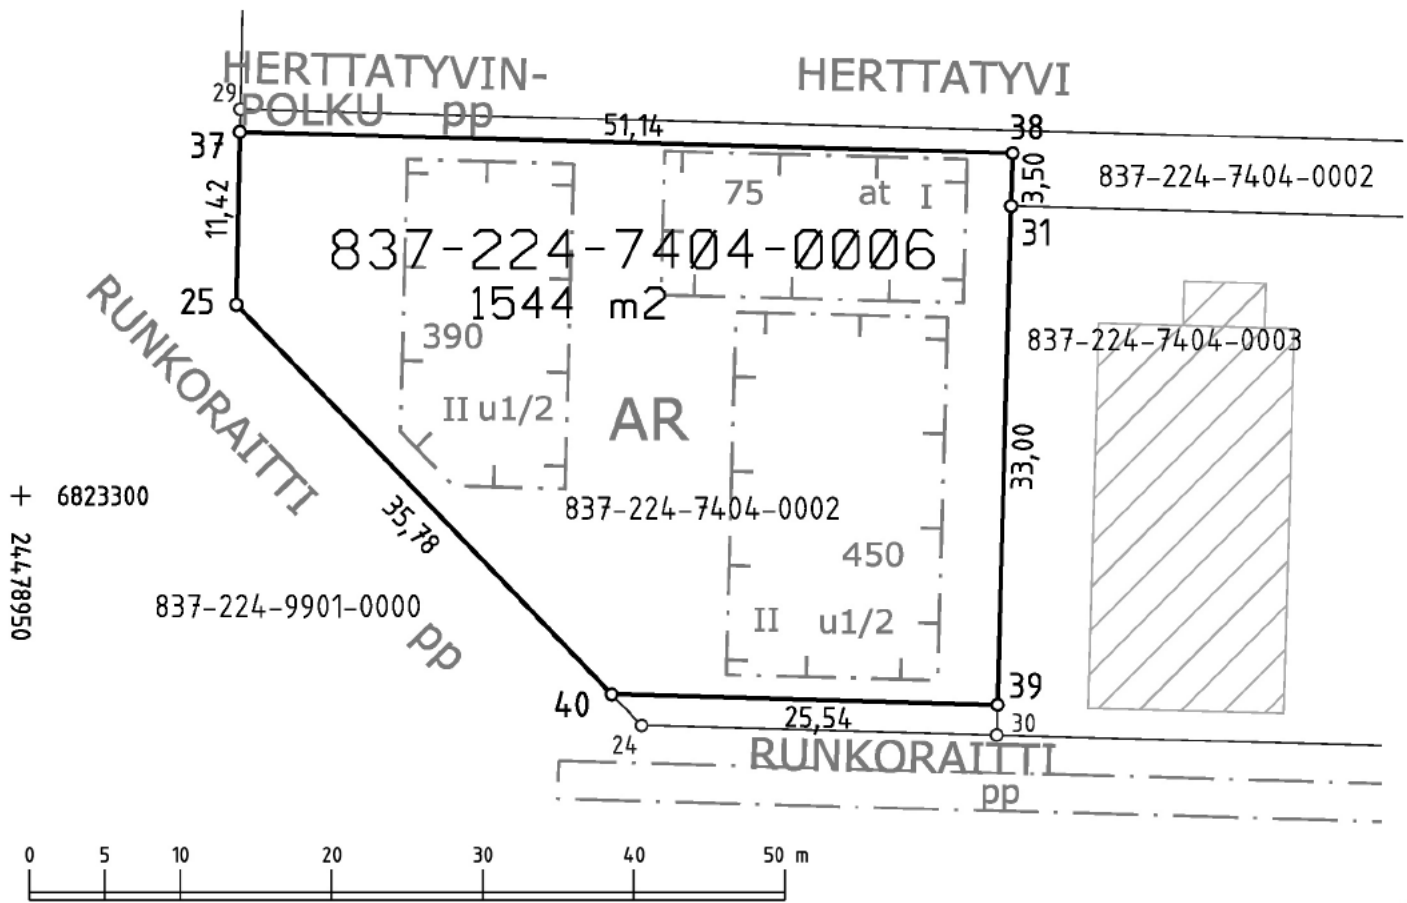 HERTTATYVIN-
POLKU pp
HERTTATYVI
29
37
51,14
38
3,50
837-224-7404-0002
31
11,42
75 at I
837-224-7404-0006
1544 m2
25
RUNKORAITTI
390
II u1/2
AR
837-224-7404-0003
33,00
6823300
24478950
35,78
837-224-7404-0002
450
II u1/2
837-224-9901-0000
pp
40
39
25,54
24
30
RUNKORAITTI
pp
0 5 10 20 30 40 50 m